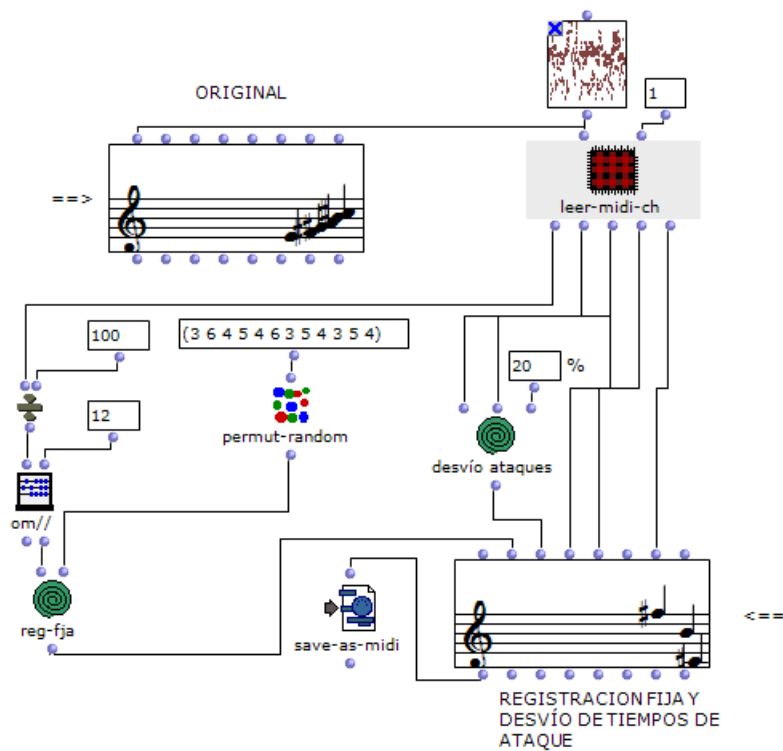 ORIGINAL
1
==>
leer-midi-ch
100
(3 6 4 5 4 6 3 5 4 3 5 4)
20 %
12
permut-random
desvío ataques
om//
reg-fja
save-as-midi
<==
REGISTRACION FIJA Y
DESVÍO DE TIEMPOS DE
ATAQUE